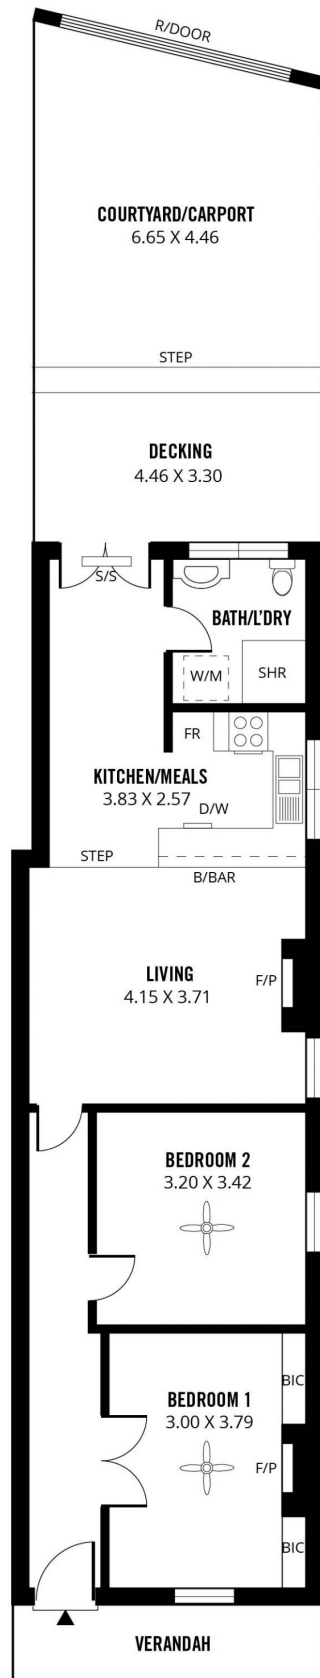 R/DOOR
COURTYARD/CARPORT
6.65 X 4.46
STEP
DECKING
4.46 X 3.30
S/S
BATH/L'DRY
W/M
SHR
FR
KITCHEN/MEALS
3.83 X 2.57
D/W
STEP
B/BAR
LIVING
4.15 X 3.71
F/P
BEDROOM 2
3.20 X 3.42
BIC
BEDROOM 1
3.00 X 3.79
F/P
BIC
VERANDAH